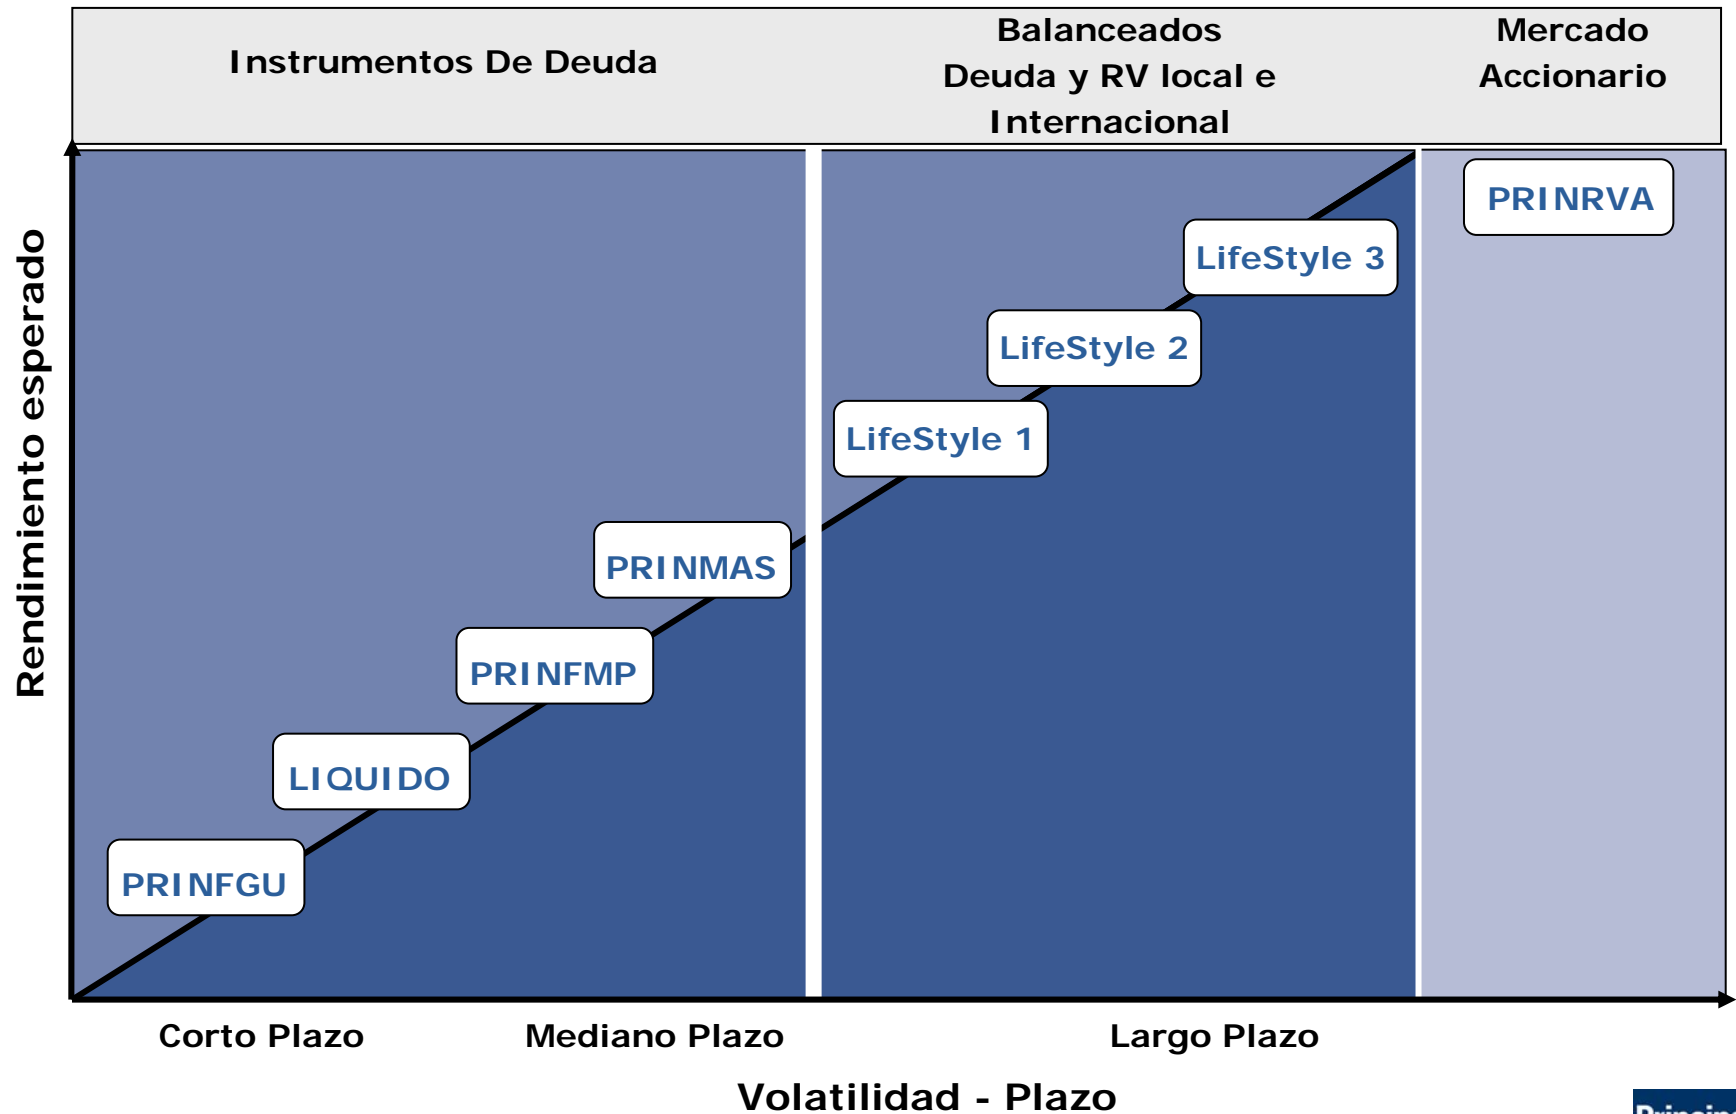 Instrumentos De Deuda
Balanceados
Deuda y RV local e
Internacional
Mercado
Accionario
Rendimiento esperado
PRINRVA
LifeStyle 3
LifeStyle 2
LifeStyle 1
PRINMAS
PRINFMP
LIQUIDO
PRINFGU
Corto Plazo
Mediano Plazo
Largo Plazo
Volatilidad - Plazo